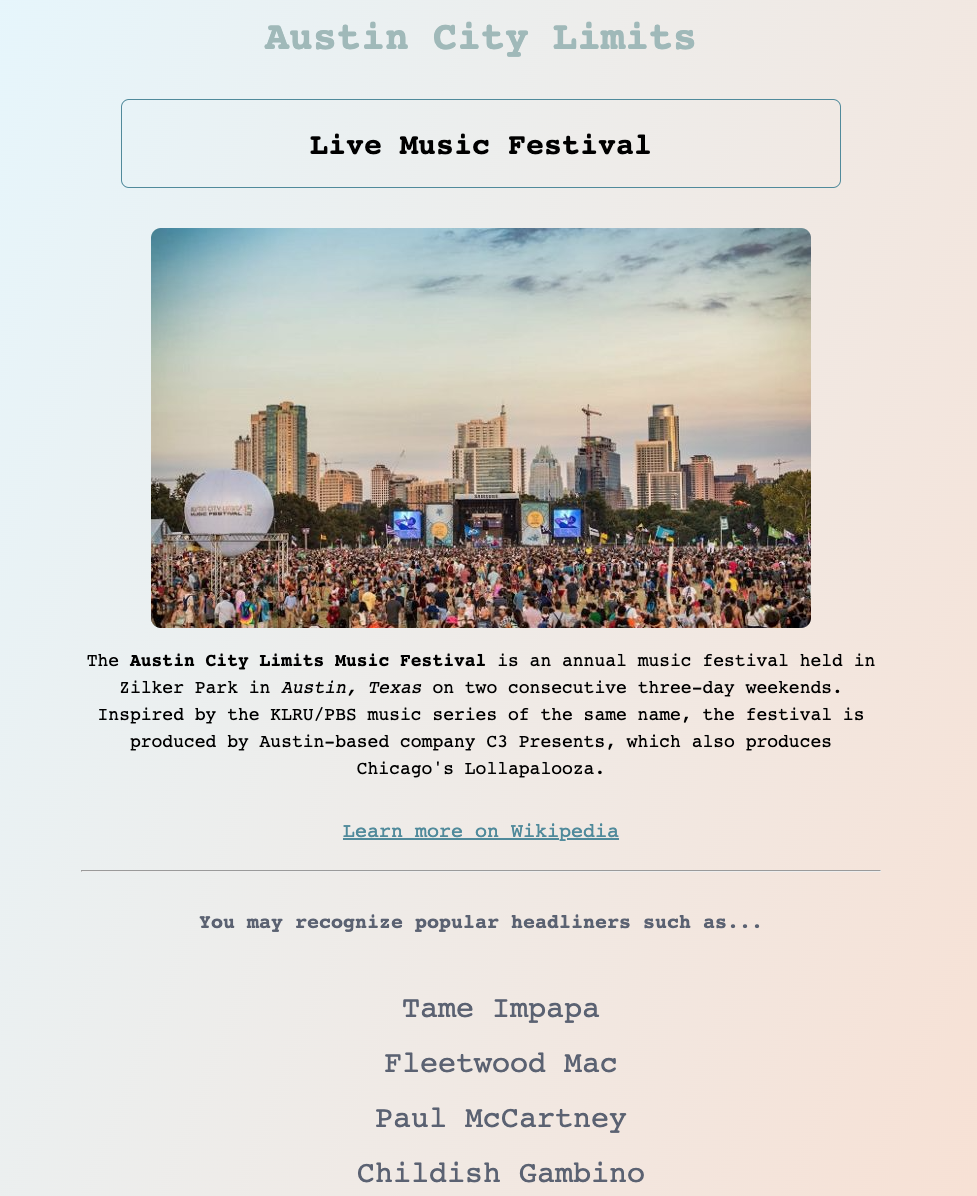 Austin City Limits
Live Music Festival
AUSTIN CITY LIMITS
MUSIC FESTIVAL
15
SAMSUNG
The Austin City Limits Music Festival is an annual music festival held in
Zilker Park in Austin, Texas on two consecutive three-day weekends.
Inspired by the KLRU/PBS music series of the same name, the festival is
produced by Austin-based company C3 Presents, which also produces
Chicago's Lollapalooza.
Learn more on Wikipedia
You may recognize popular headliners such as...
Tame Impapa
Fleetwood Mac
Paul McCartney
Childish Gambino